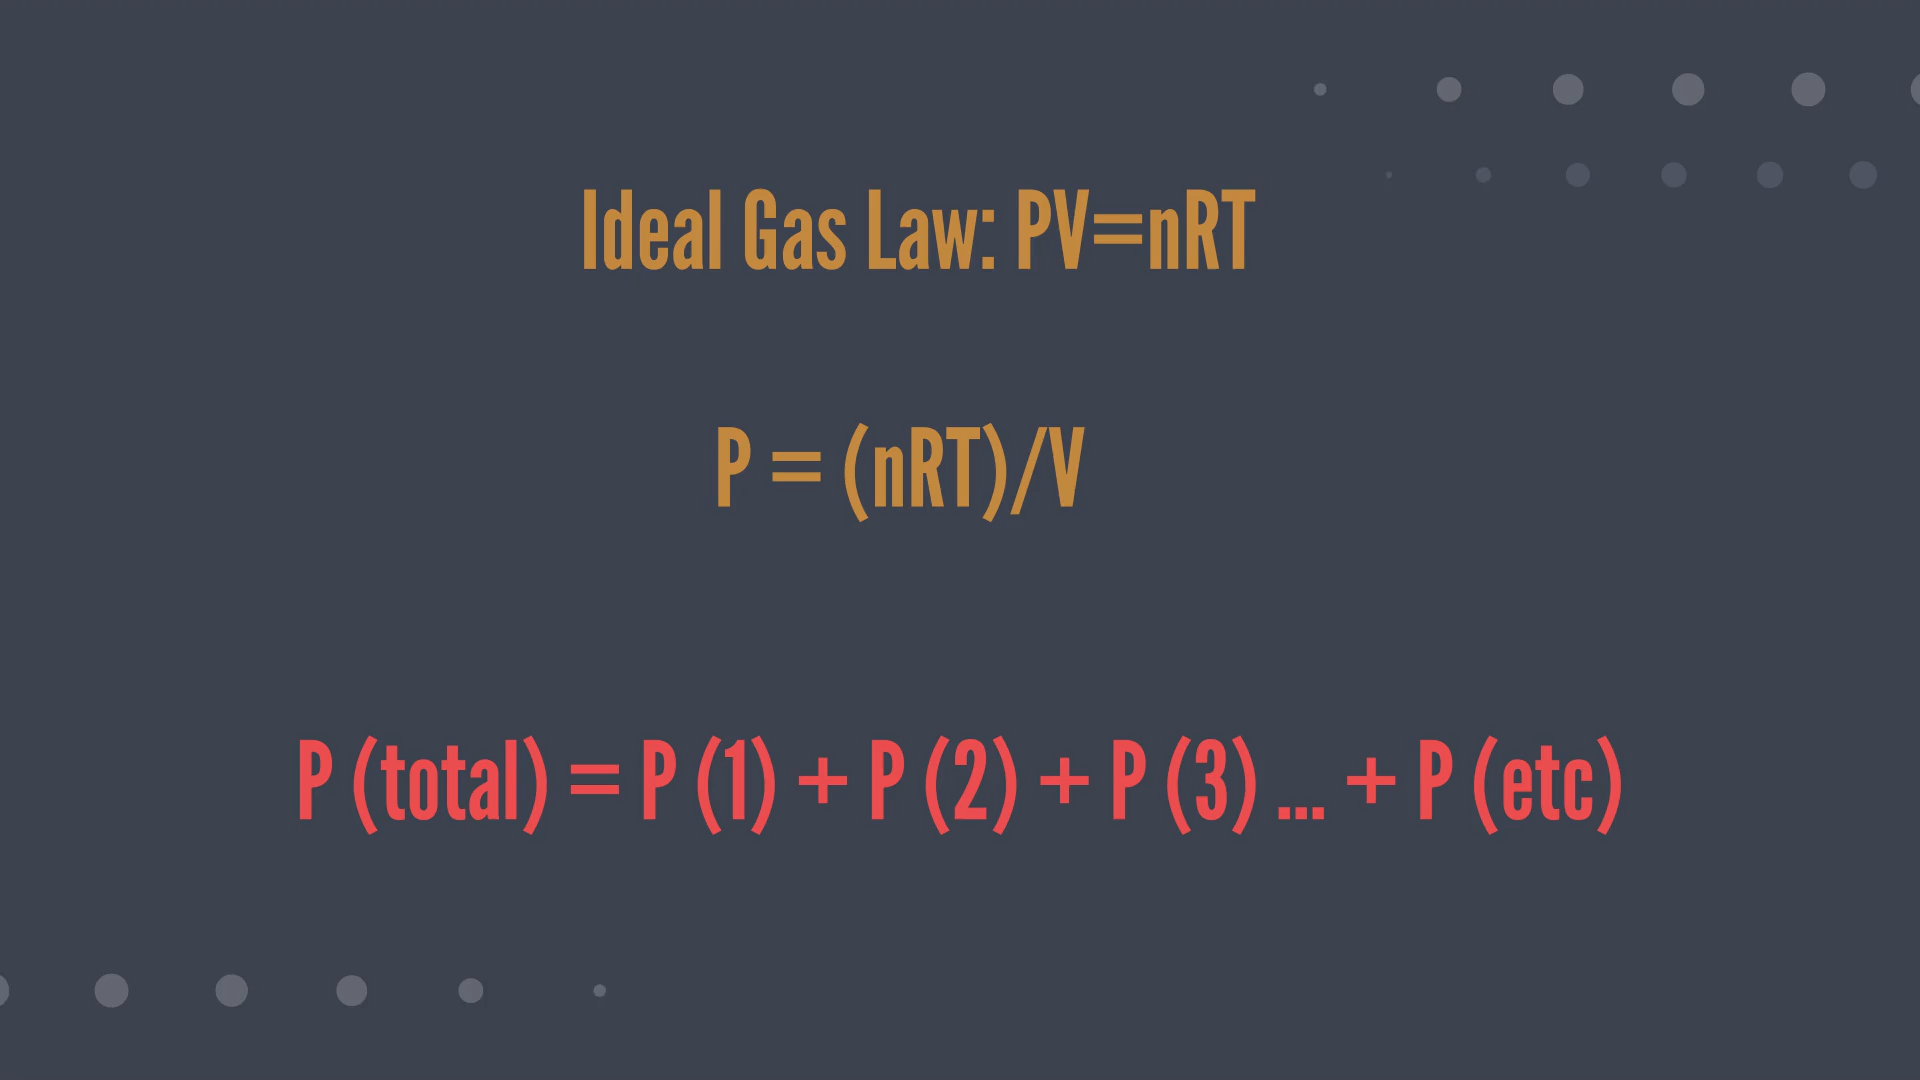 Ideal Gas Law: PV=nRT
P = (nRT)/V
P (total) = P (1) + P (2) + P (3) ... + P (etc)